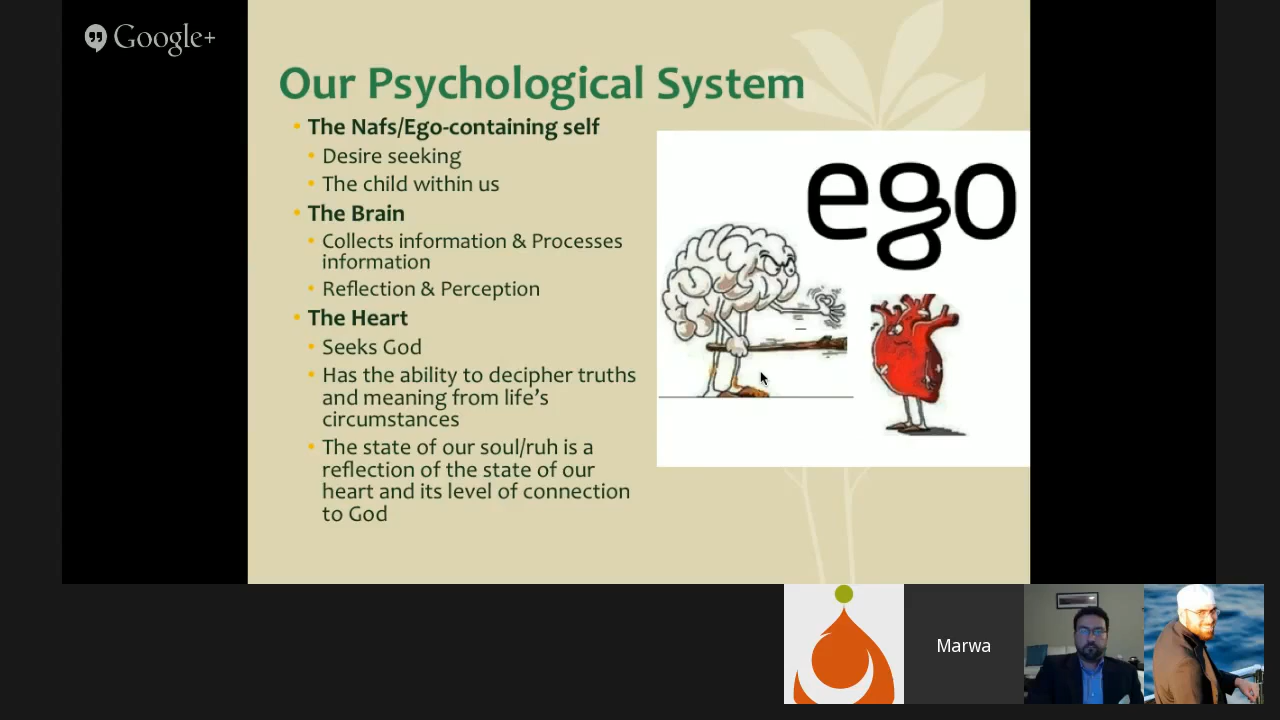 Google+
Our Psychological System
• The Nafs/Ego-containing self
• Desire seeking
• The child within us
• The Brain
• Collects information & Processes
information
• Reflection & Perception
• The Heart
• Seeks God
• Has the ability to decipher truths
and meaning from life’s
circumstances
• The state of our soul/ruh is a
reflection of the state of our
heart and its level of connection
to God
ego
Marwa